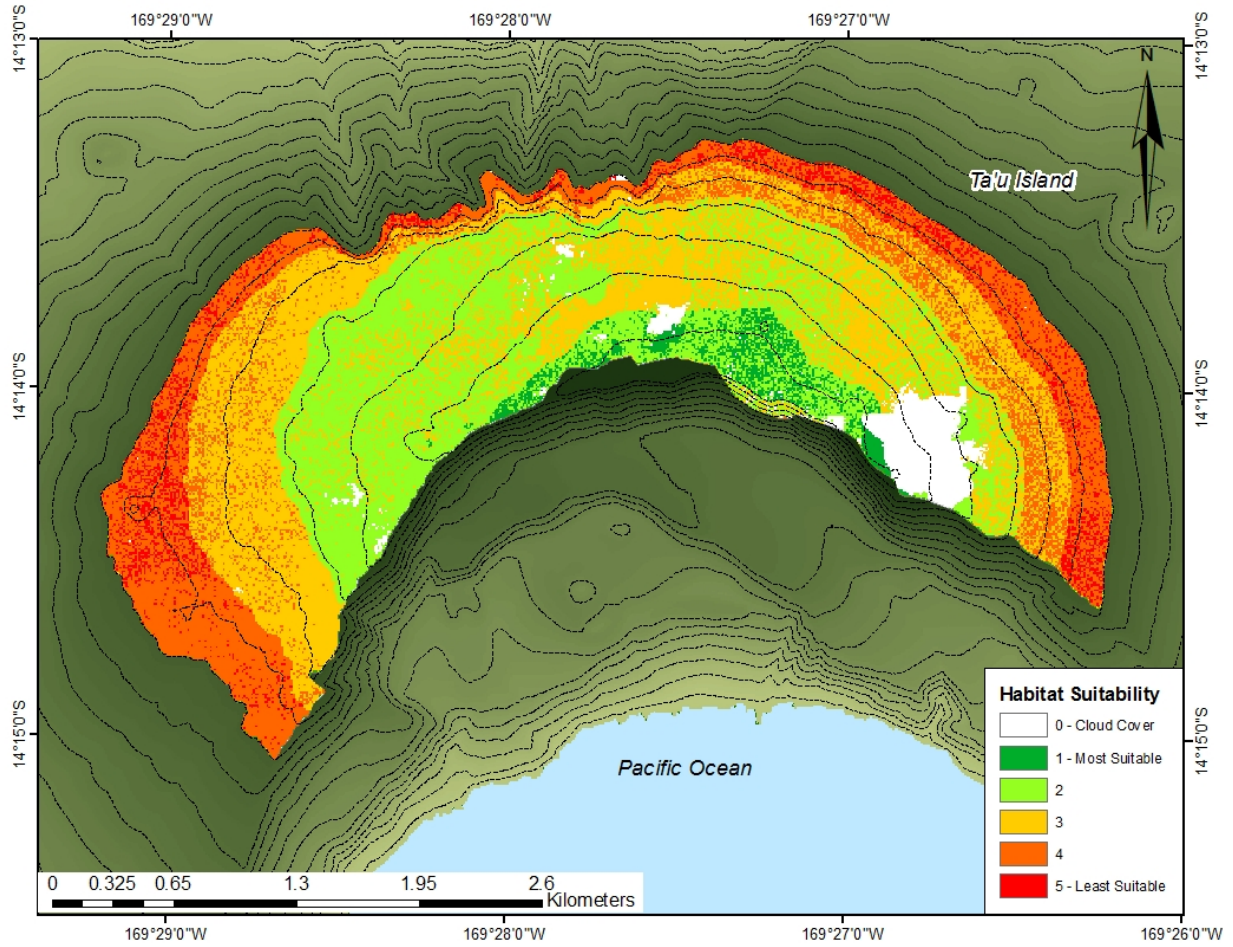 169°29'0"W 169°28'0"W 169°27'0"W
14°13'0"S
14°13'0"S
N
Ta'u Island
14°14'0"S
14°14'0"S
Habitat Suitability
0 - Cloud Cover
1 - Most Suitable
2
3
4
5 - Least Suitable
14°15'0"S
14°15'0"S
Pacific Ocean
0 0.325 0.65 1.3 1.95 2.6
Kilometers
169°29'0"W 169°28'0"W 169°27'0"W 169°26'0"W